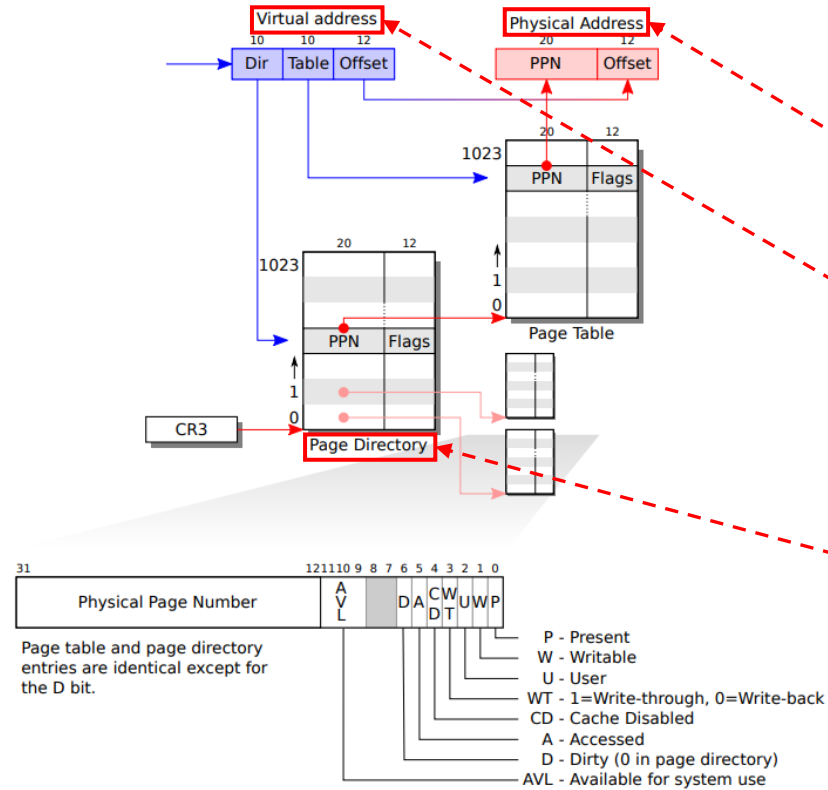 Virtual address
Physical Address
10 10 12
20 12
Dir Table Offset
PPN Offset
20 12
1023
PPN Flags
1
0
Page Table
20 12
1023
PPN Flags
1
0
CR3
Page Directory
31 12 11 10 9 8 7 6 5 4 3 2 1 0
Physical Page Number AVL D A CD WT U W P
Page table and page directory
entries are identical except for
the D bit.
P - Present
W - Writable
U - User
WT - 1=Write-through, 0=Write-back
CD - Cache Disabled
A - Accessed
D - Dirty (0 in page directory)
AVL - Available for system use